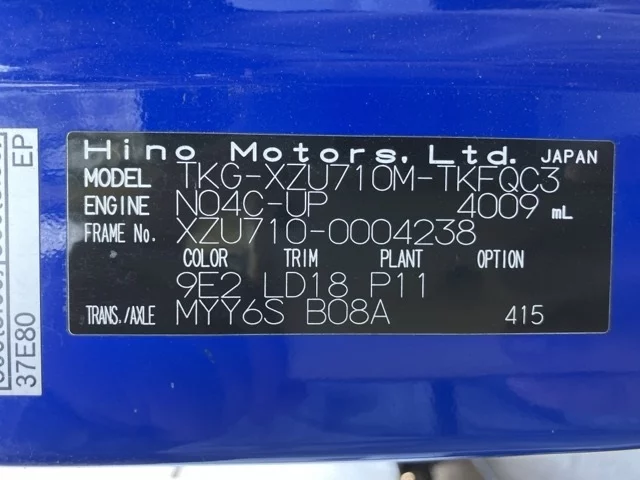 Hino Motors, Ltd. JAPAN
MODEL TKG-XZU710M-TKFQC3
ENGINE N04C-UP 4009 mL
FRAME No. XZU710-0004238
COLOR TRIM PLANT OPTION
9E2 LD18 P11
TRANS./AXLE MYY6S B08A 415
EP
37E80